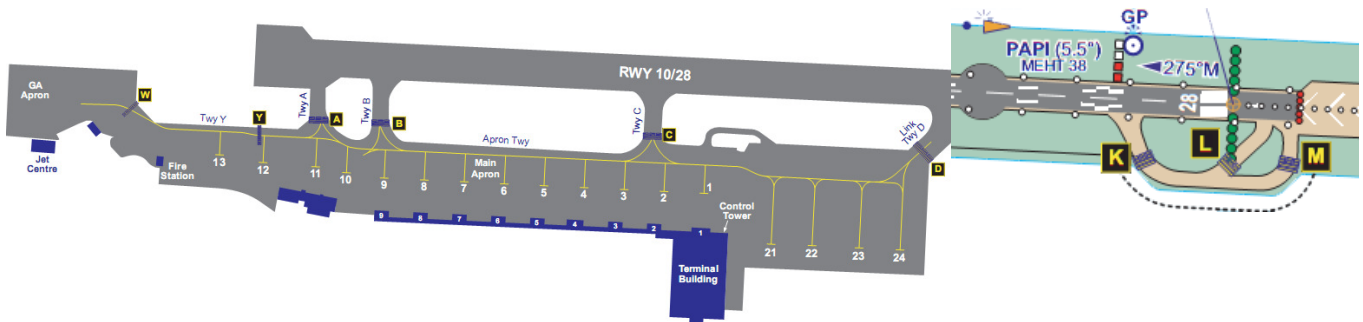 GA
Apron
W
Twy Y
Y
Twy A
A
Twy B
B
RWY 10/28
Apron Twy
Twy C
C
Link
Twy D
D
Jet
Centre
Fire
Station
13
12
11
10
9
8
7
Main
Apron
6
5
4
3
2
1
9
8
7
6
5
4
3
2
1
Control
Tower
Terminal
Building
21
22
23
24
GP
PAPI (5.5°)
MEHT 38
275°M
28
K
L
M